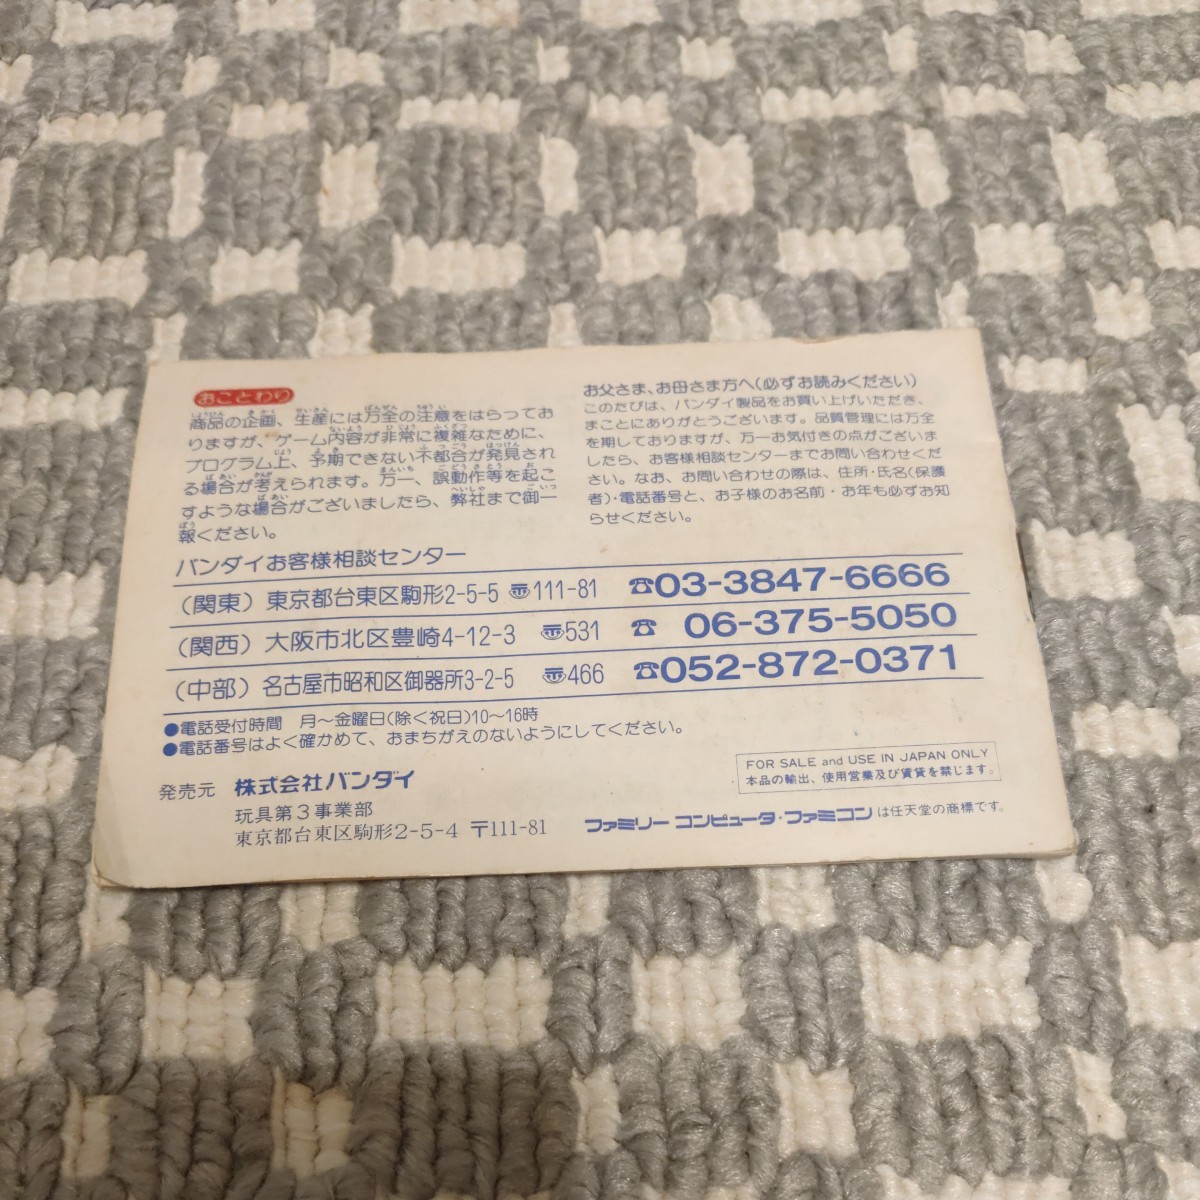 おことわり
商品の企画、生産には万全の注意をはらってお
りますが、ゲーム内容が非常に複雑なために、
プログラム上、予期できない不都合が発見され
る場合が考えられます。万一、誤動作等を起こ
すような場合がございましたら、弊社まで御一
報ください。
お父さま、お母さま方へ(必ずお読みください)
このたびは、バンダイ製品をお買い上げいただき、
まことにありがとうございます。品質管理には万全
を期しておりますが、万一お気付きの点がございま
したら、お客様相談センターまでお問い合わせくだ
さい。なお、お問い合わせの際は、住所・氏名(保護
者)・電話番号と、お子様のお名前・お年も必ずお知
らせください。
バンダイお客様相談センター
(関東) 東京都台東区駒形2-5-5 〠111-81 ☎03-3847-6666
(関西) 大阪市北区豊崎4-12-3 〠531 ☎ 06-375-5050
(中部) 名古屋市昭和区御器所3-2-5 〠466 ☎052-872-0371
●電話受付時間 月〜金曜日(除く祝日)10〜16時
●電話番号はよく確かめて、おまちがえのないようにしてください。
FOR SALE and USE IN JAPAN ONLY
本品の輸出、使用営業及び賃貸を禁じます。
発売元 株式会社バンダイ
玩具第3事業部
東京都台東区駒形2-5-4 〒111-81
ファミリーコンピュータ・ファミコンは任天堂の商標です。